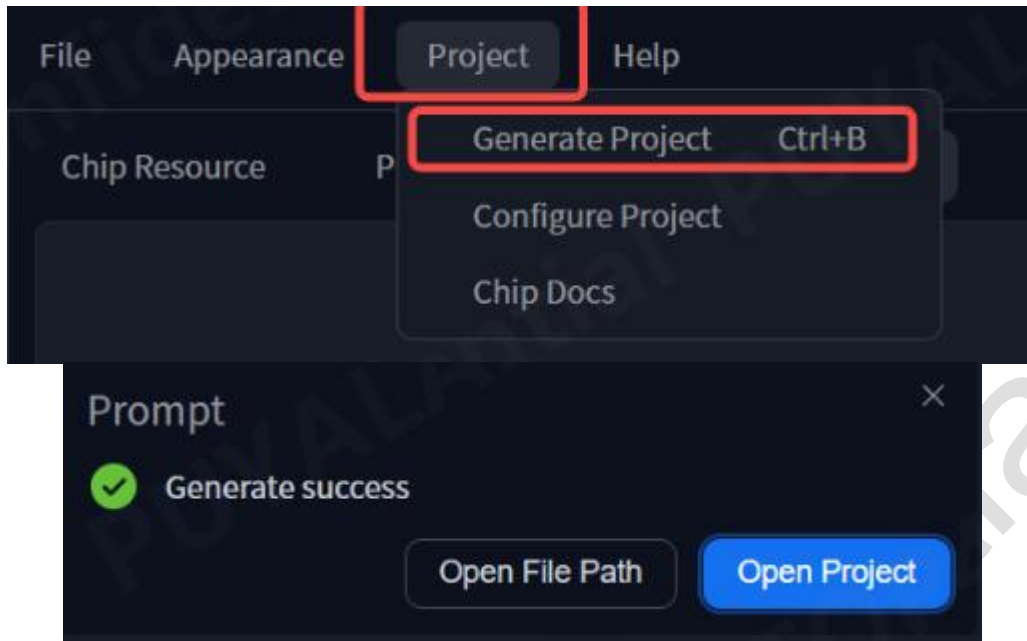 File Appearance Project Help
Generate Project Ctrl+B
Chip Resource P
Configure Project
Chip Docs
Prompt
Generate success
Open File Path Open Project